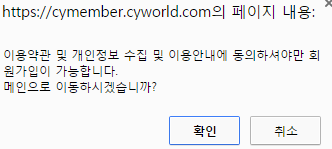 https://cymember.cyworld.com의 페이지 내용:
이용약관 및 개인정보 수집 및 이용안내에 동의하셔야만 회
원가입이 가능합니다.
메인으로 이동하시겠습니까?
확인
취소